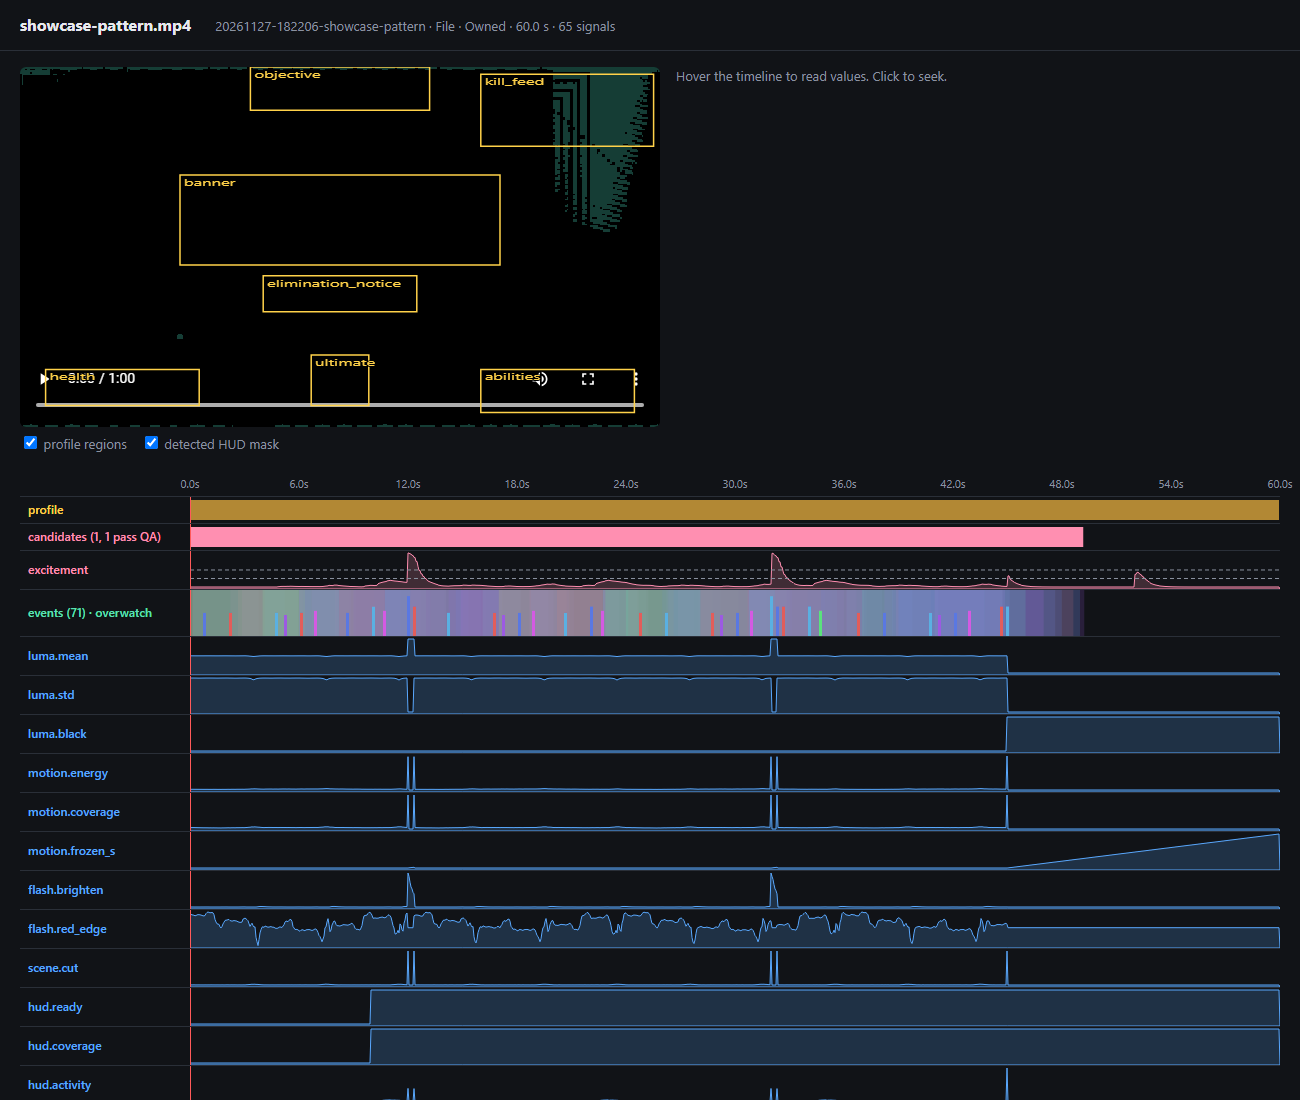 showcase-pattern.mp4 20261127-182206-showcase-pattern · File · Owned · 60.0 s · 65 signals
Hover the timeline to read values. Click to seek.
objective
kill_feed
banner
elimination_notice
ultimate
health
/ 1:00
abilities
profile regions detected HUD mask
0.0s 6.0s 12.0s 18.0s 24.0s 30.0s 36.0s 42.0s 48.0s 54.0s 60.0s
profile
candidates (1, 1 pass QA)
excitement
events (71) · overwatch
luma.mean
luma.std
luma.black
motion.energy
motion.coverage
motion.frozen_s
flash.brighten
flash.red_edge
scene.cut
hud.ready
hud.coverage
hud.activity